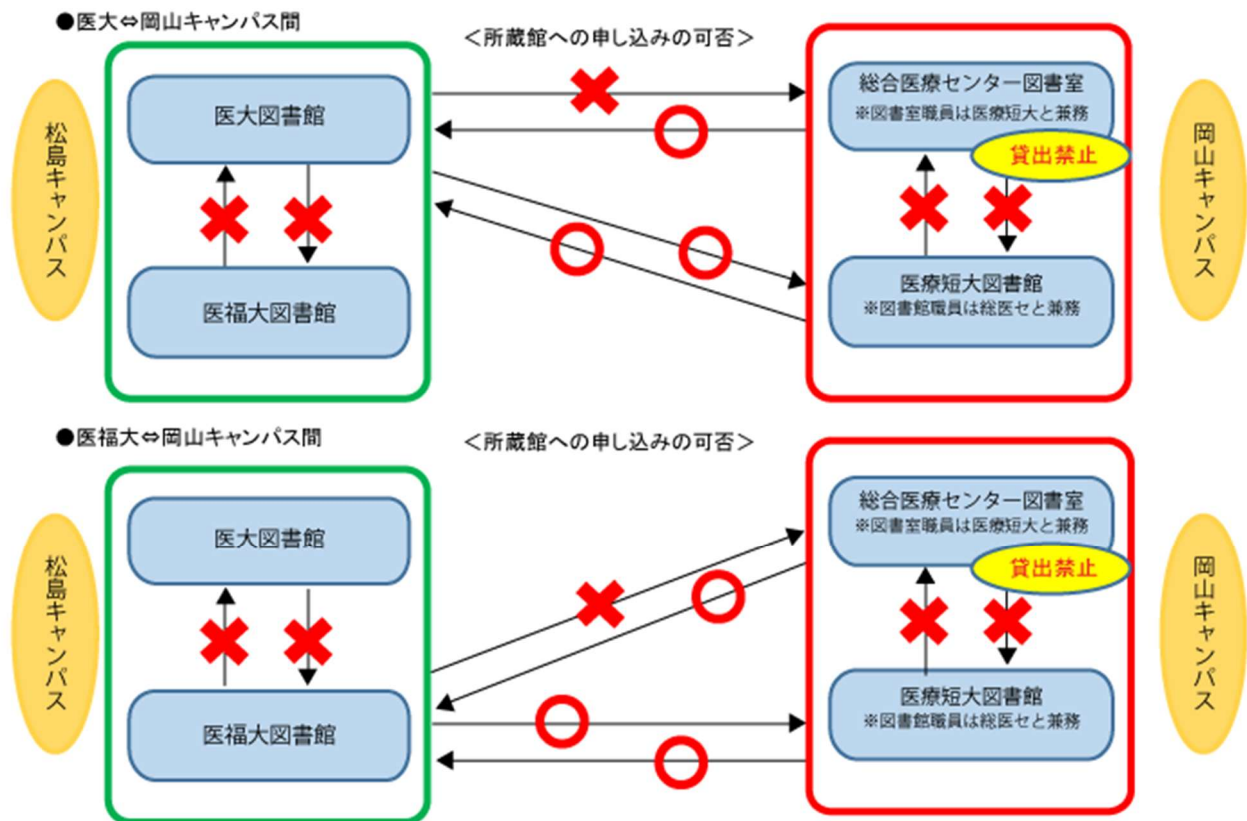 ●医大⇔岡山キャンパス間
＜所蔵館への申し込みの可否＞
松島キャンパス
医大図書館
医福大図書館
総合医療センター図書室
※図書室職員は医療短大と兼務
貸出禁止
医療短大図書館
※図書館職員は総医セと兼務
岡山キャンパス
●医福大⇔岡山キャンパス間
＜所蔵館への申し込みの可否＞
松島キャンパス
医大図書館
医福大図書館
総合医療センター図書室
※図書室職員は医療短大と兼務
貸出禁止
医療短大図書館
※図書館職員は総医セと兼務
岡山キャンパス